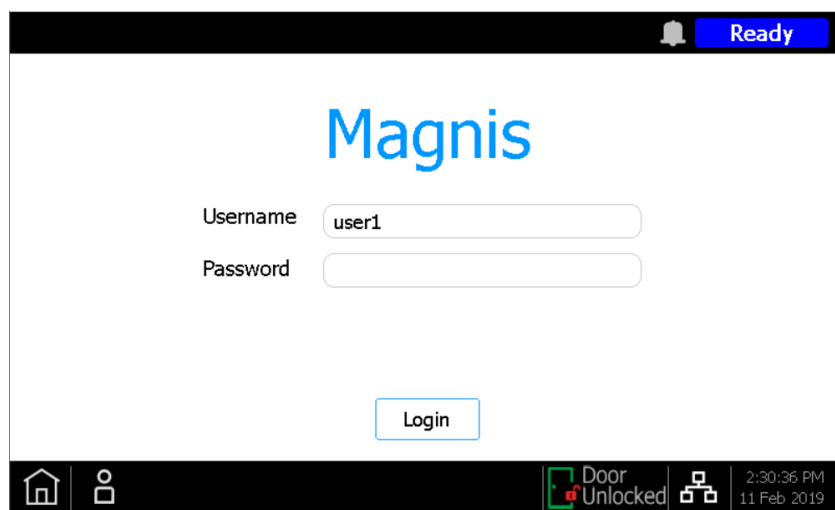 Ready
Magnis
Username
user1
Password
Login
Door
Unlocked
2:30:36 PM
11 Feb 2019